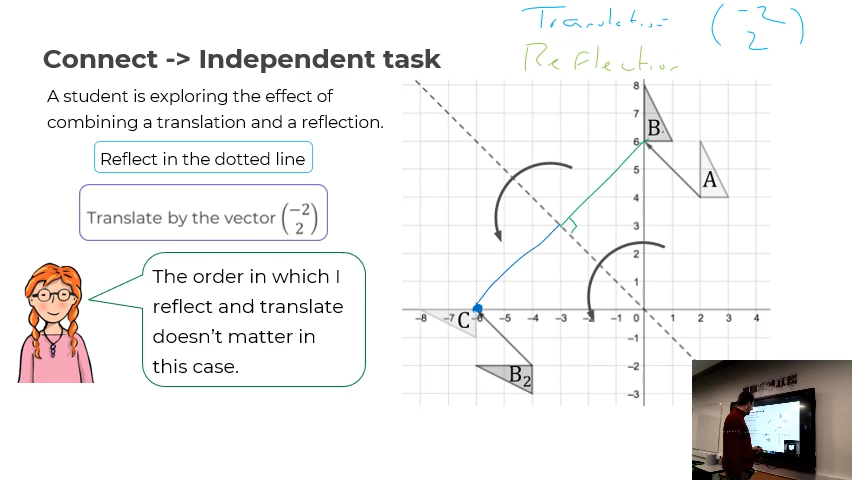 Translation (-2
2)
Reflection
Connect -> Independent task
A student is exploring the effect of
combining a translation and a reflection.
Reflect in the dotted line
Translate by the vector (−2
2)
The order in which I
reflect and translate
doesn't matter in
this case.
8
7
B
6
5
A
4
3
2
1
C
−8 −7 −6 −5 −4 −3 −2 −1 0 1 2 3 4
−1
−2
B2
−3